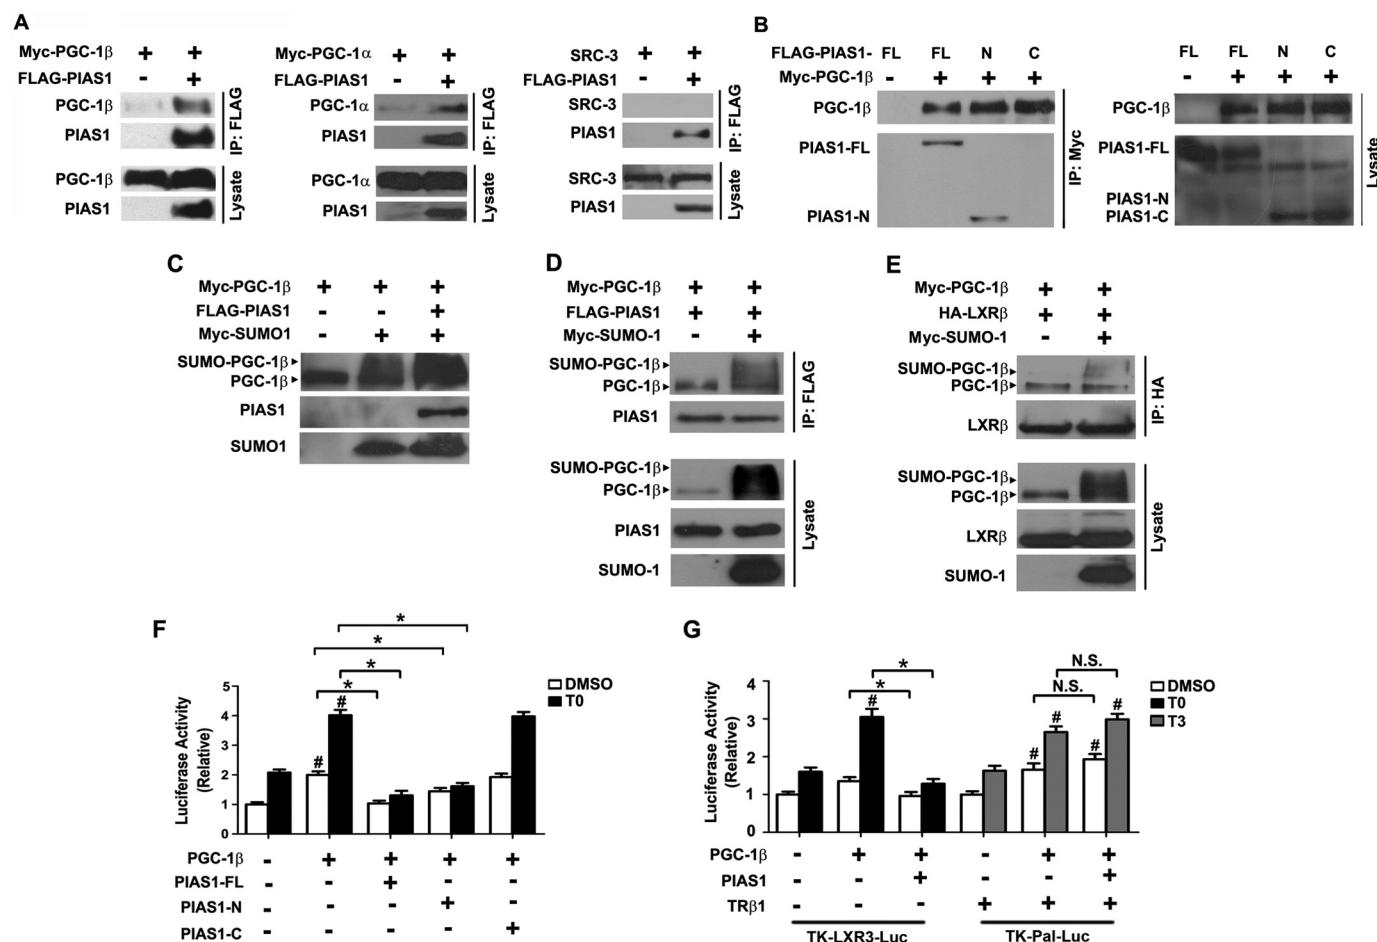 A
Myc-PGC-1β + +
FLAG-PIAS1 - +
PGC-1β
PIAS1
IP: FLAG
PGC-1β
PIAS1
Lysate
Myc-PGC-1α + +
FLAG-PIAS1 - +
PGC-1α
PIAS1
IP: FLAG
PGC-1α
PIAS1
Lysate
SRC-3 + +
FLAG-PIAS1 - +
SRC-3
PIAS1
IP: FLAG
SRC-3
PIAS1
Lysate
B
FLAG-PIAS1- FL FL N C
Myc-PGC-1β - + + +
PGC-1β
PIAS1-FL
PIAS1-N
IP: Myc
FL FL N C
- + + +
PGC-1β
PIAS1-FL
PIAS1-N
PIAS1-C
Lysate
C
Myc-PGC-1β + + +
FLAG-PIAS1 - - +
Myc-SUMO1 - + +
SUMO-PGC-1β
PGC-1β
PIAS1
SUMO1
D
Myc-PGC-1β + +
FLAG-PIAS1 + +
Myc-SUMO-1 - +
SUMO-PGC-1β
PGC-1β
PIAS1
IP: FLAG
SUMO-PGC-1β
PGC-1β
PIAS1
SUMO-1
Lysate
E
Myc-PGC-1β + +
HA-LXRβ + +
Myc-SUMO-1 - +
SUMO-PGC-1β
PGC-1β
LXRβ
IP: HA
SUMO-PGC-1β
PGC-1β
LXRβ
SUMO-1
Lysate
F
Luciferase Activity
(Relative)
5
4
3
2
1
0
DMSO
T0
*
*
*
*
# #
PGC-1β - + + + +
PIAS1-FL - - + - -
PIAS1-N - - - + -
PIAS1-C - - - - +
G
Luciferase Activity
(Relative)
4
3
2
1
0
DMSO
T0
T3
*
*
N.S.
N.S.
# # # # #
PGC-1β - + + - + +
PIAS1 - - + - - +
TRβ1 - - - + + +
TK-LXR3-Luc TK-Pal-Luc